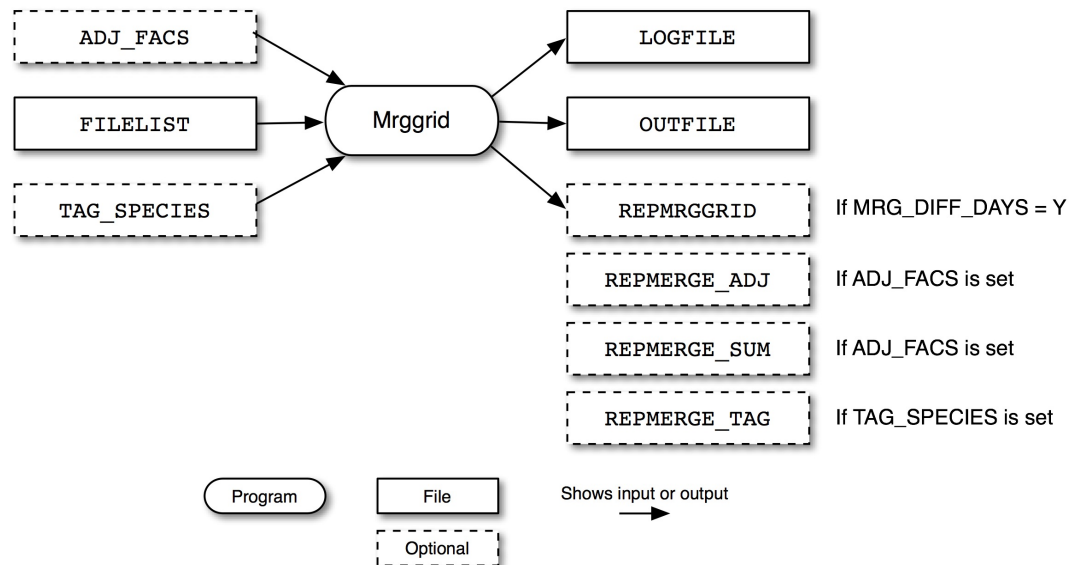 ADJ_FACS
FILELIST
TAG_SPECIES
Mrggrid
LOGFILE
OUTFILE
REPMRGGRID If MRG_DIFF_DAYS = Y
REPMERGE_ADJ If ADJ_FACS is set
REPMERGE_SUM If ADJ_FACS is set
REPMERGE_TAG If TAG_SPECIES is set
Program
File
Shows input or output
Optional